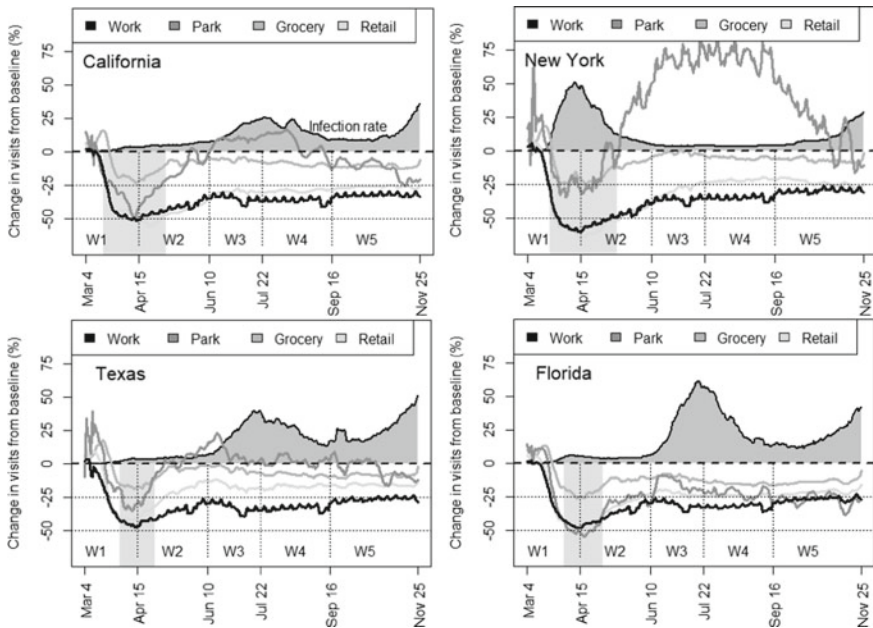 Work Park Grocery Retail
California
Infection rate
Change in visits from baseline (%)
75
50
25
0
-25
-50
W1 W2 W3 W4 W5
Mar 4
Apr 15
Jun 10
Jul 22
Sep 16
Nov 25
Work Park Grocery Retail
New York
Change in visits from baseline (%)
75
50
25
0
-25
-50
W1 W2 W3 W4 W5
Mar 4
Apr 15
Jun 10
Jul 22
Sep 16
Nov 25
Work Park Grocery Retail
Texas
Change in visits from baseline (%)
75
50
25
0
-25
-50
W1 W2 W3 W4 W5
Mar 4
Apr 15
Jun 10
Jul 22
Sep 16
Nov 25
Work Park Grocery Retail
Florida
Change in visits from baseline (%)
75
50
25
0
-25
-50
W1 W2 W3 W4 W5
Mar 4
Apr 15
Jun 10
Jul 22
Sep 16
Nov 25